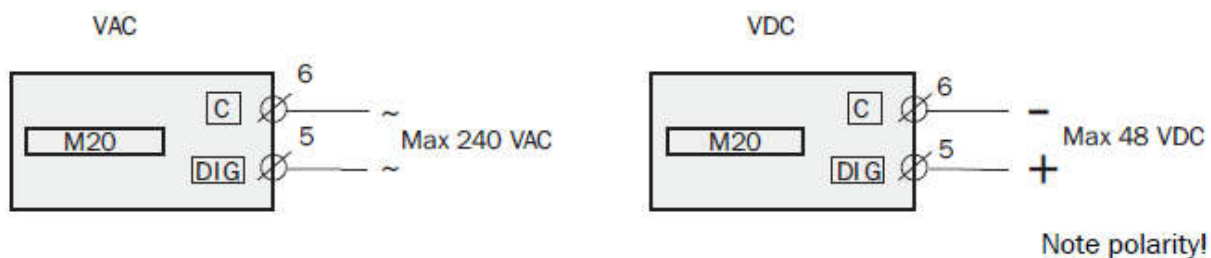 VAC
6
C
~
M20
5
Max 240 VAC
DIG
~
VDC
6
C
-
M20
5
Max 48 VDC
DIG
+
Note polarity!